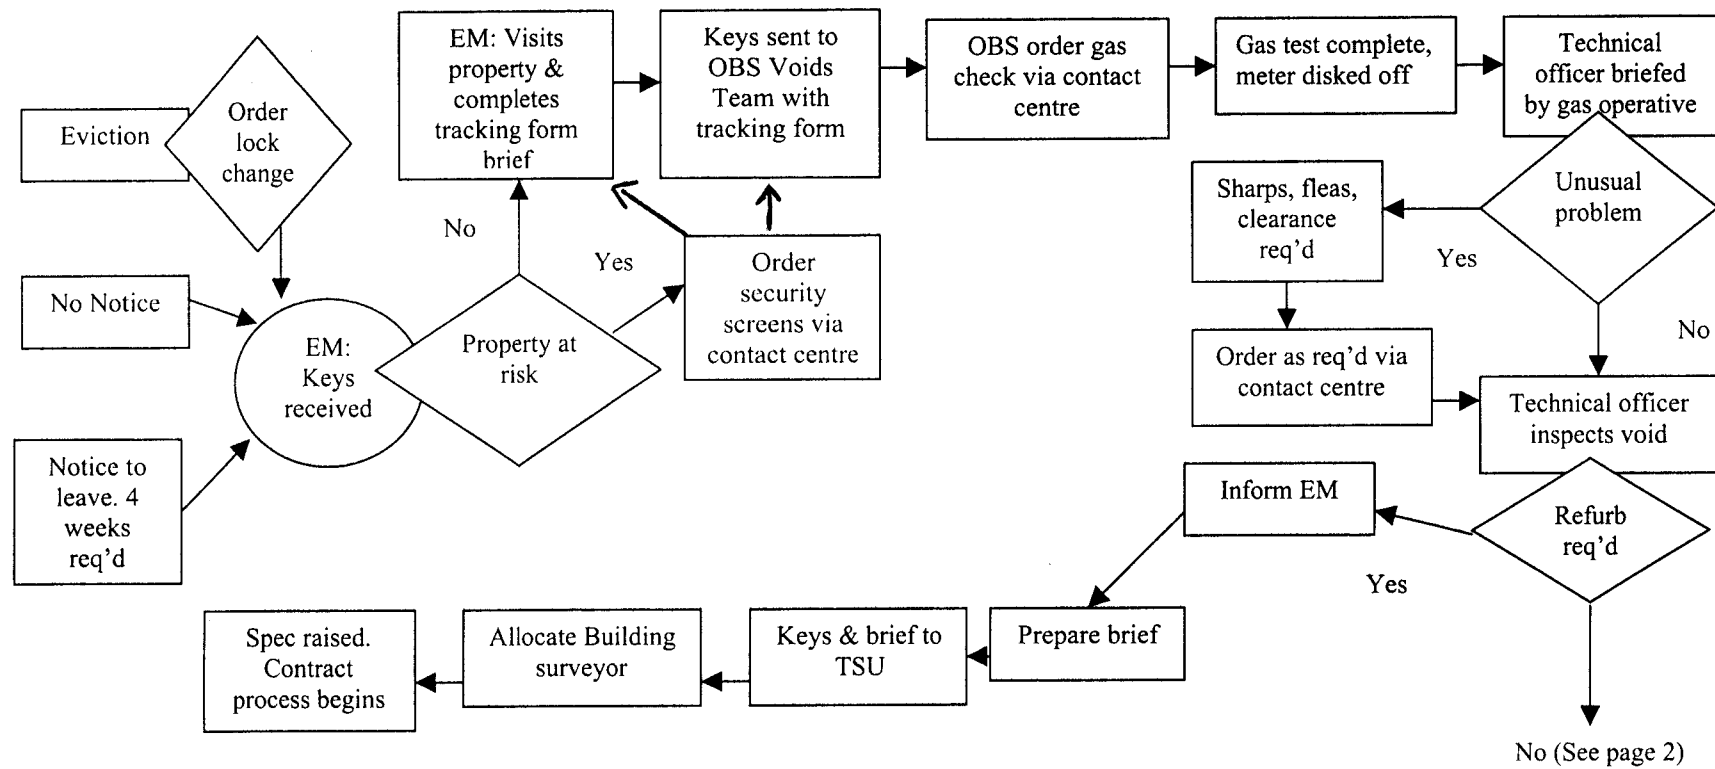 Eviction
Order
lock
change
EM: Visits
property &
completes
tracking form
brief
Keys sent to
OBS Voids
Team with
tracking form
OBS order gas
check via contact
centre
Gas test complete,
meter disked off
Technical
officer briefed
by gas operative
No Notice
EM:
Keys
received
Notice to
leave. 4
weeks
req’d
Property at
risk
No
Yes
Order
security
screens via
contact centre
Unusual
problem
Yes
No
Sharps, fleas,
clearance
req’d
Order as req’d via
contact centre
Technical officer
inspects void
Refurb
req’d
Yes
No (See page 2)
Inform EM
Prepare brief
Keys & brief to
TSU
Allocate Building
surveyor
Spec raised.
Contract
process begins